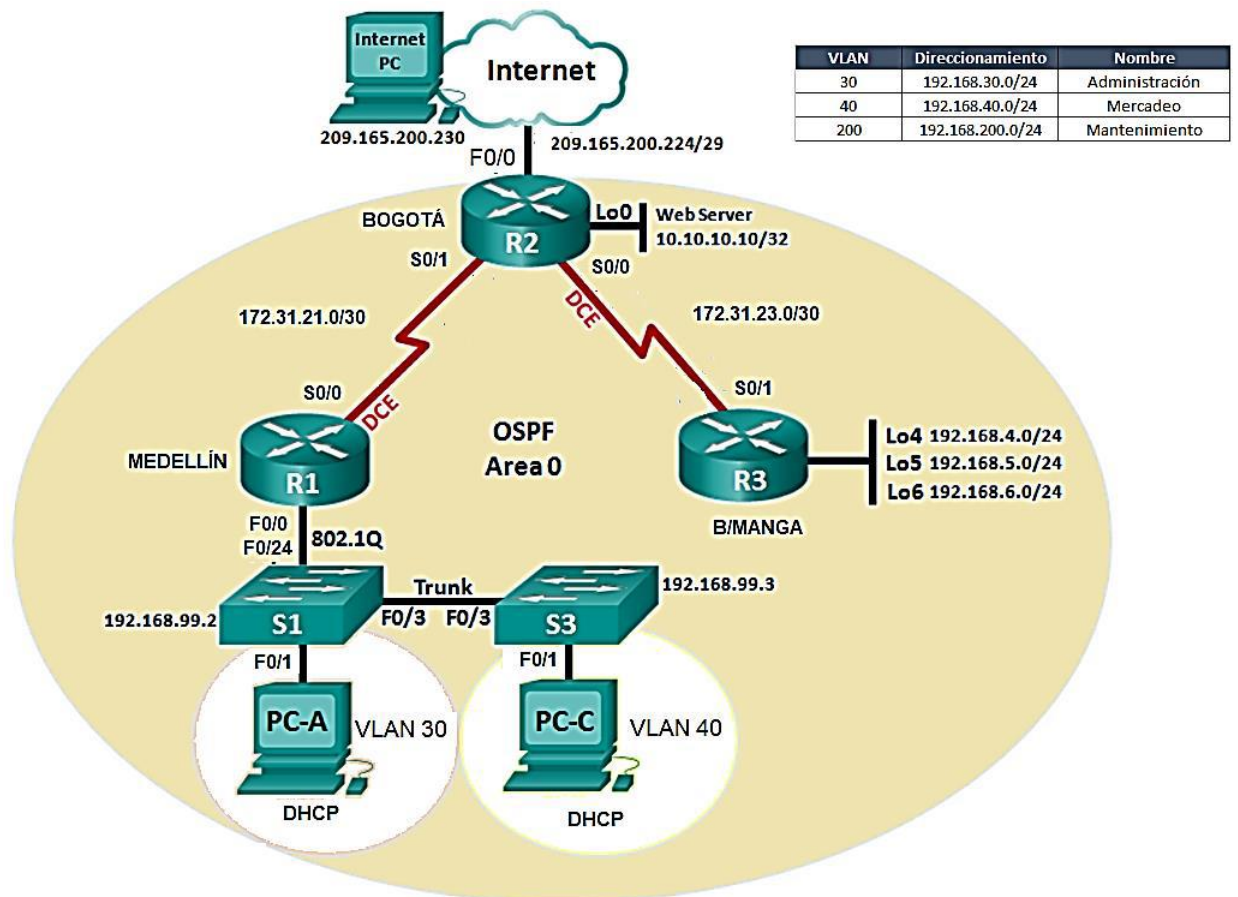 Internet
PC
Internet
209.165.200.230
209.165.200.224/29
F0/0
VLAN Direccionamiento Nombre
30 192.168.30.0/24 Administración
40 192.168.40.0/24 Mercadeo
200 192.168.200.0/24 Mantenimiento
BOGOTÁ
R2
Lo0
Web Server
10.10.10.10/32
S0/1
S0/0
DCE
172.31.21.0/30
172.31.23.0/30
S0/0
DCE
S0/1
OSPF
Area 0
MEDELLÍN
R1
R3
B/MANGA
Lo4 192.168.4.0/24
Lo5 192.168.5.0/24
Lo6 192.168.6.0/24
F0/0
F0/24
802.1Q
Trunk
192.168.99.3
192.168.99.2
S1
F0/3
F0/3
S3
F0/1
F0/1
PC-A
VLAN 30
PC-C
VLAN 40
DHCP
DHCP